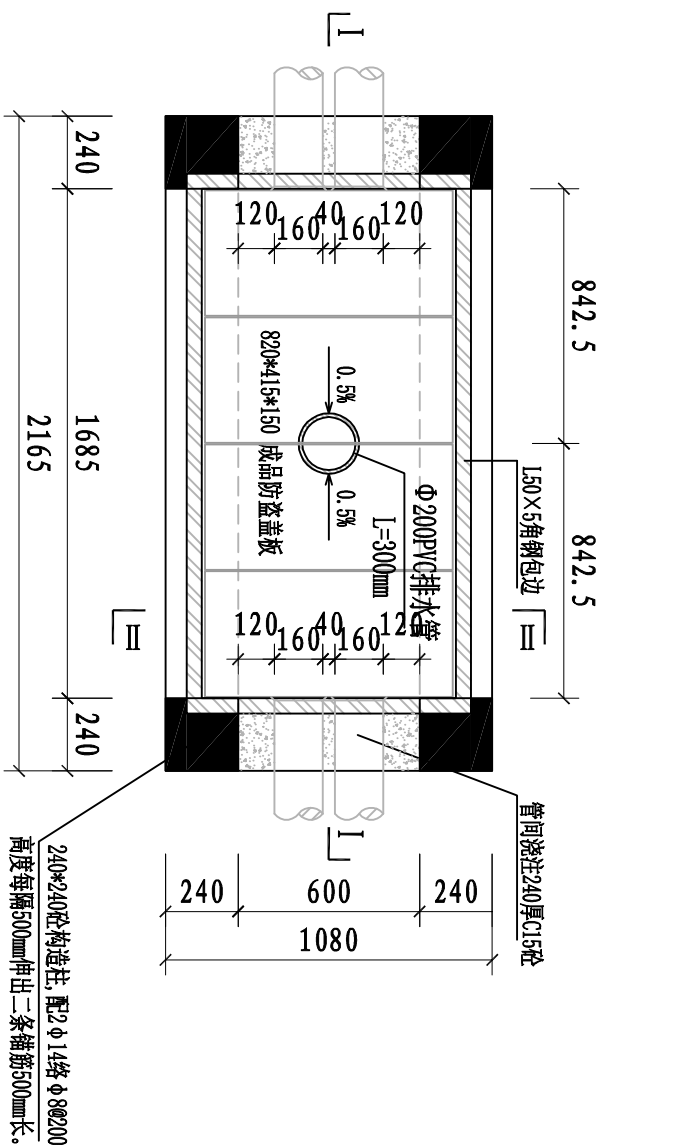 I
I
240
1685
240
2165
842.5
842.5
120
160
40
160
120
0.5%
0.5%
820*415*150 成品防盗盖板
Φ200PVC排水管
L=300mm
L50×5角钢包边
120
160
40
160
120
II
II
管间浇注240厚C15砼
240
600
240
1080
240*240砼构造柱,配2φ14络φ8@200
高度每隔500mm伸出二条锚筋500mm长。